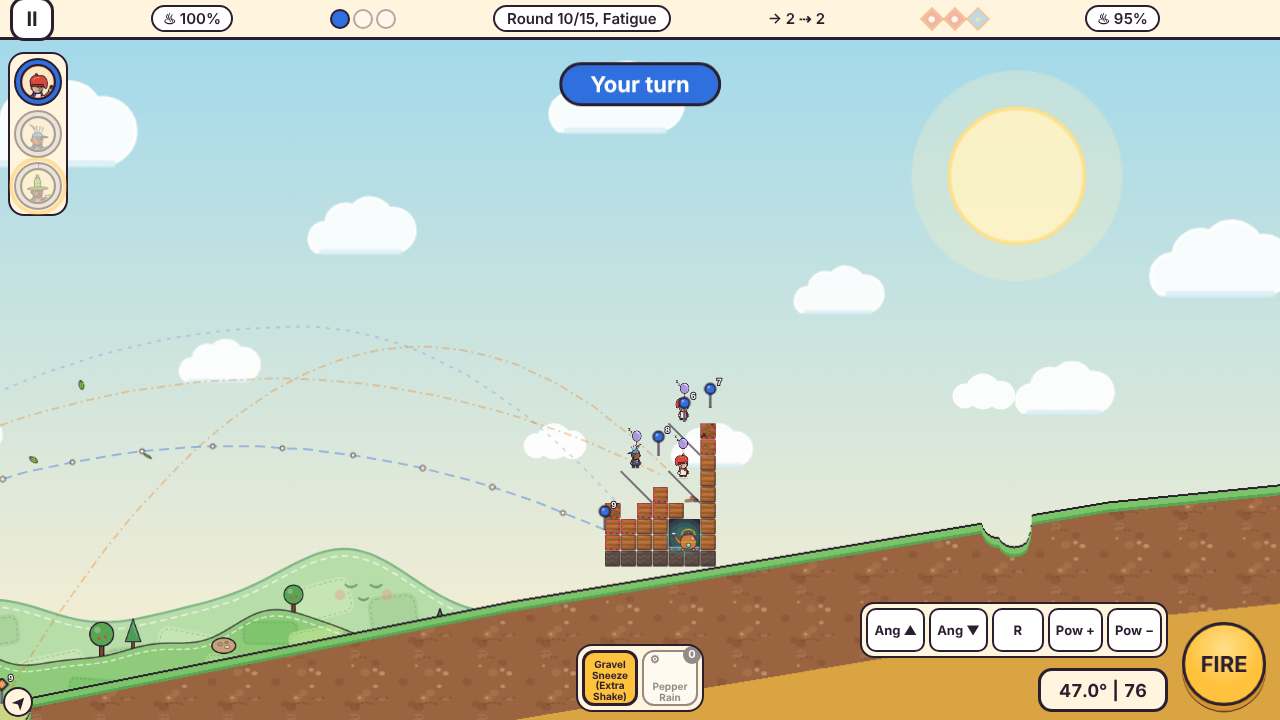 100%
Round 10/15, Fatigue
→ 2 ⇢ 2
95%
Your turn
7
6
8
9
9
Gravel Sneeze (Extra Shake)
0
Pepper Rain
Ang ▲
Ang ▼
R
Pow +
Pow −
47.0° | 76
FIRE